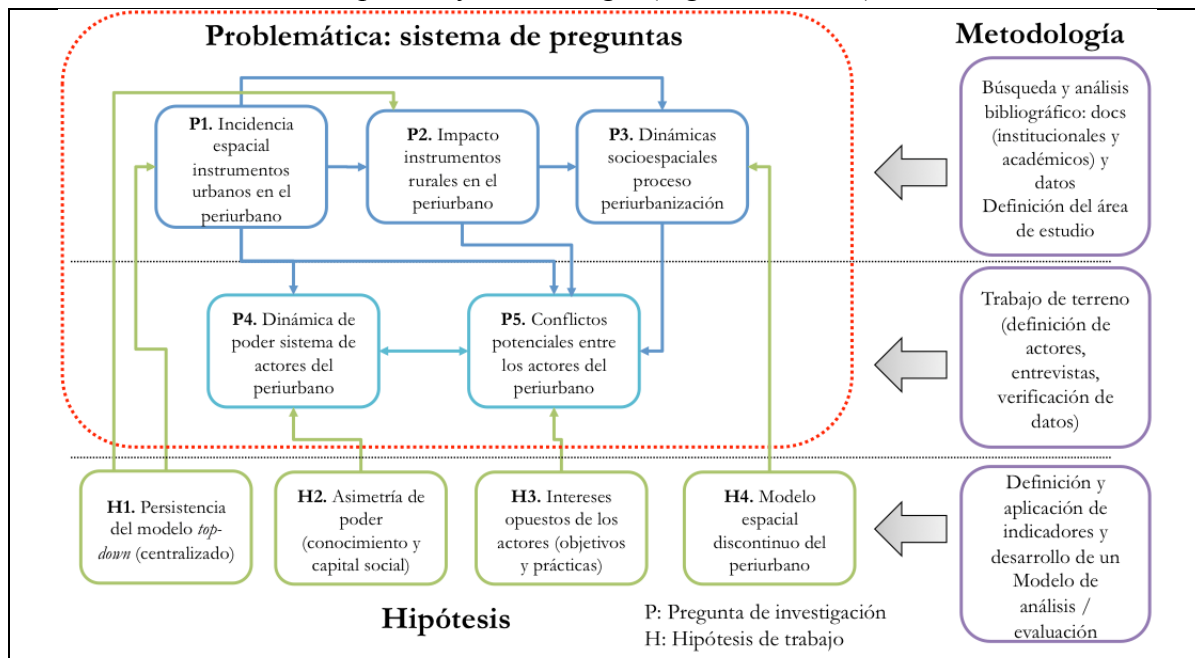 Problemática: sistema de preguntas
Metodología
P1. Incidencia
espacial
instrumentos
urbanos en el
periurbano
P2. Impacto
instrumentos
rurales en el
periurbano
P3. Dinámicas
socioespaciales
proceso
periurbanización
Búsqueda y análisis
bibliográfico: docs
(institucionales y
académicos) y
datos
Definición del área
de estudio
P4. Dinámica de
poder sistema de
actores del
periurbano
P5. Conflictos
potenciales entre
los actores del
periurbano
Trabajo de terreno
(definición de
actores,
entrevistas,
verificación de
datos)
H1. Persistencia
del modelo top-
down (centralizado)
H2. Asimetría de
poder
(conocimiento y
capital social)
H3. Intereses
opuestos de los
actores (objetivos
y prácticas)
H4. Modelo
espacial
discontinuo del
periurbano
Definición y
aplicación de
indicadores y
desarrollo de un
Modelo de
análisis /
evaluación
Hipótesis
P: Pregunta de investigación
H: Hipótesis de trabajo